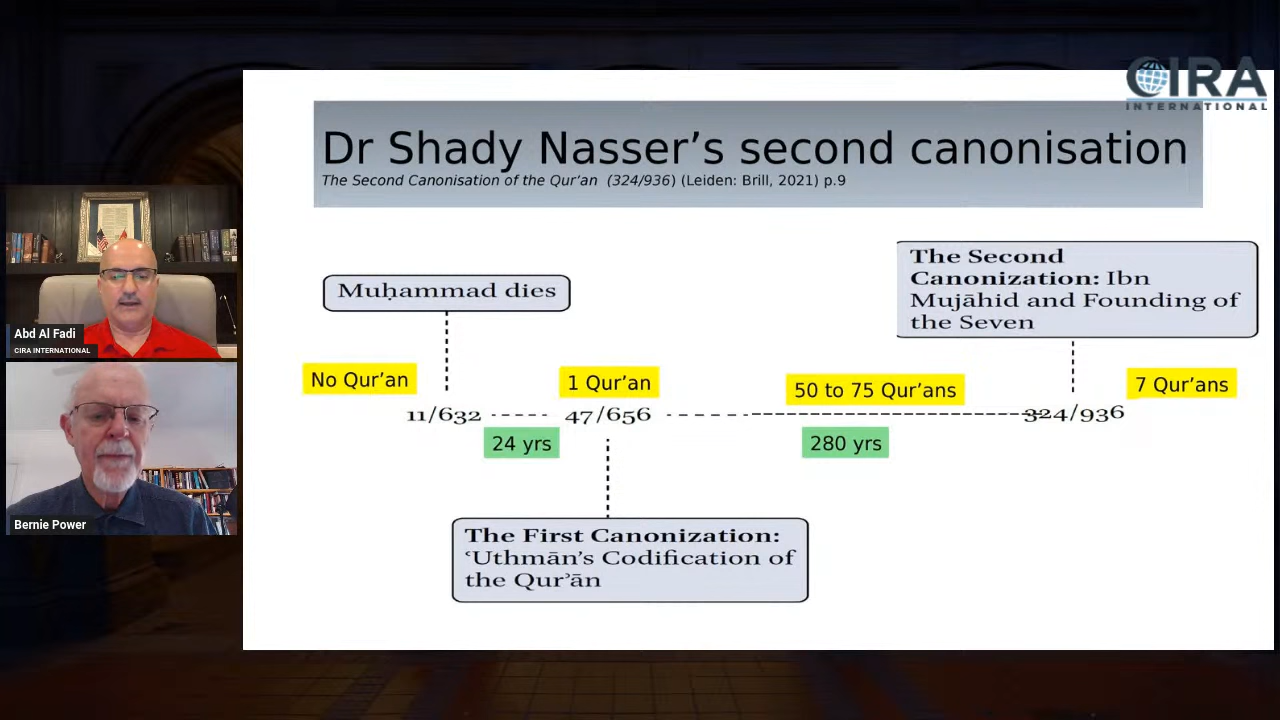 CIRA
INTERNATIONAL
Dr Shady Nasser’s second canonisation
The Second Canonisation of the Qur’an (324/936) (Leiden: Brill, 2021) p.9
The Second
Canonization: Ibn
Mujāhid and Founding of
the Seven
Muḥammad dies
No Qur’an
1 Qur’an
50 to 75 Qur’ans
7 Qur’ans
11/632
47/656
324/936
24 yrs
280 yrs
The First Canonization:
ʿUthmān’s Codification of
the Qurʾān
Abd Al Fadi
CIRA INTERNATIONAL
Bernie Power